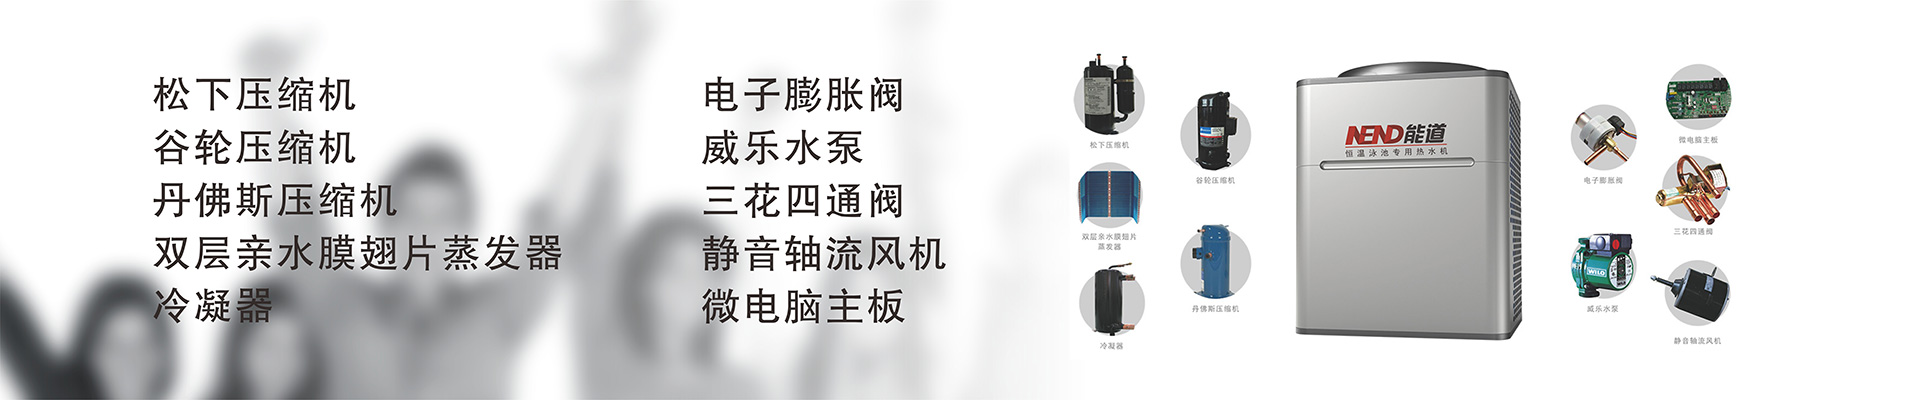 松下压缩机
谷轮压缩机
丹佛斯压缩机
双层亲水膜翅片蒸发器
冷凝器
电子膨胀阀
威乐水泵
三花四通阀
静音轴流风机
微电脑主板
松下压缩机
双层亲水膜翅片
蒸发器
冷凝器
谷轮压缩机
丹佛斯压缩机
NEND能道
恒温泳池专用热水机
电子膨胀阀
WILO
威乐水泵
微电脑主板
三花四通阀
静音轴流风机